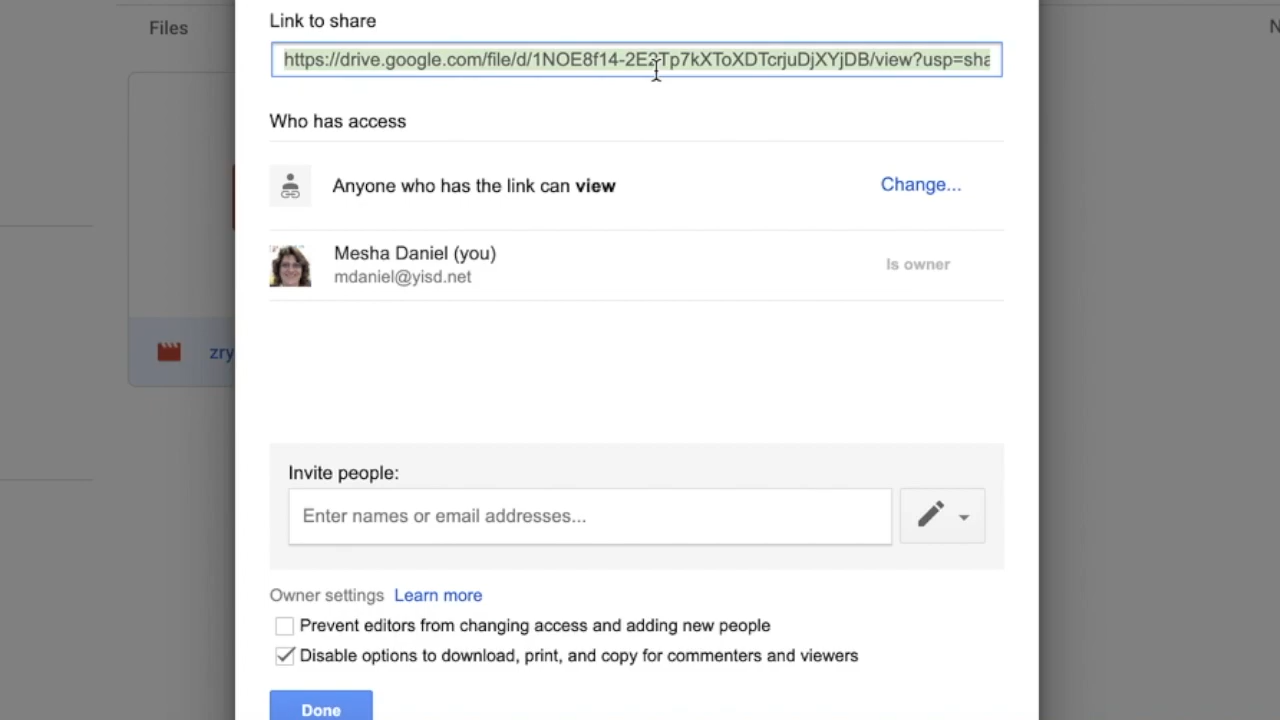 Files
Link to share
https://drive.google.com/file/d/1NOE8f14-2E2Tp7kXToXDTcrjuDjXYjDB/view?usp=sha
Who has access
Anyone who has the link can view
Change...
Mesha Daniel (you)
mdaniel@yisd.net
Is owner
zry
Invite people:
Enter names or email addresses...
Owner settings Learn more
Prevent editors from changing access and adding new people
Disable options to download, print, and copy for commenters and viewers
Done